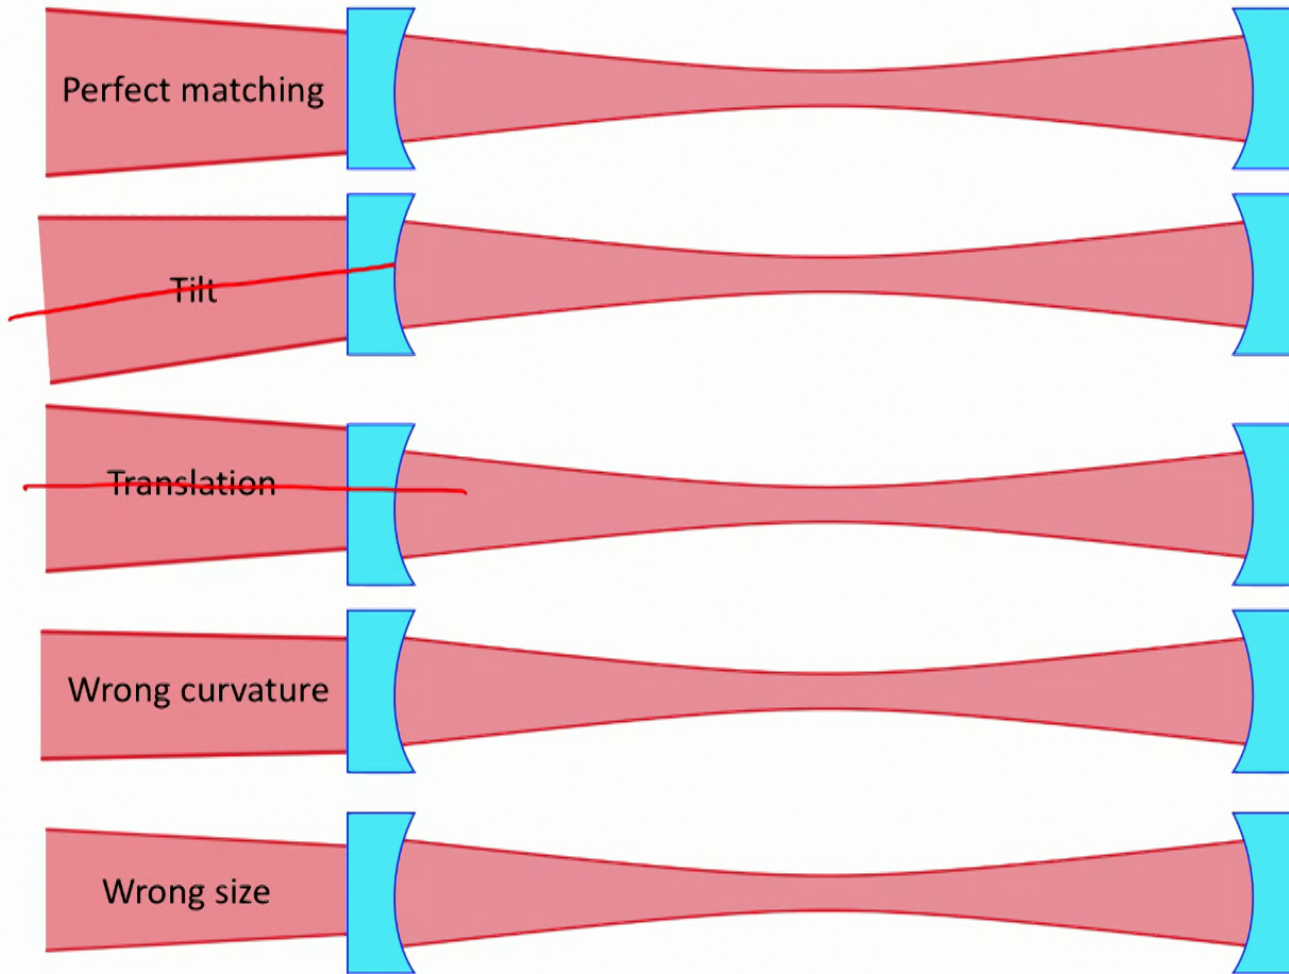 Perfect matching
Tilt
Translation
Wrong curvature
Wrong size